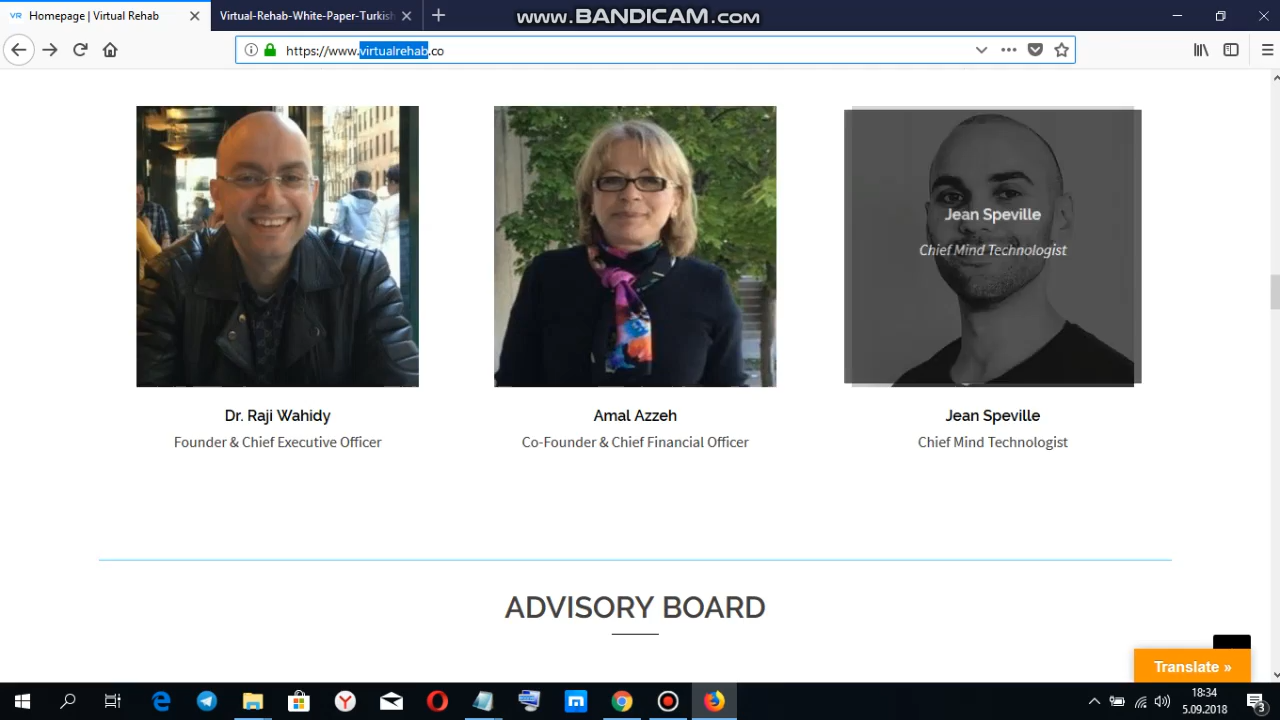 WWW.BANDICAM.COM
VR Homepage | Virtual Rehab
Virtual-Rehab-White-Paper-Turkish
https://www.virtualrehab.co
Jean Speville
Chief Mind Technologist
Dr. Raji Wahidy
Founder & Chief Executive Officer
Amal Azzeh
Co-Founder & Chief Financial Officer
Jean Speville
Chief Mind Technologist
ADVISORY BOARD
Translate »
18:34
5.09.2018
3